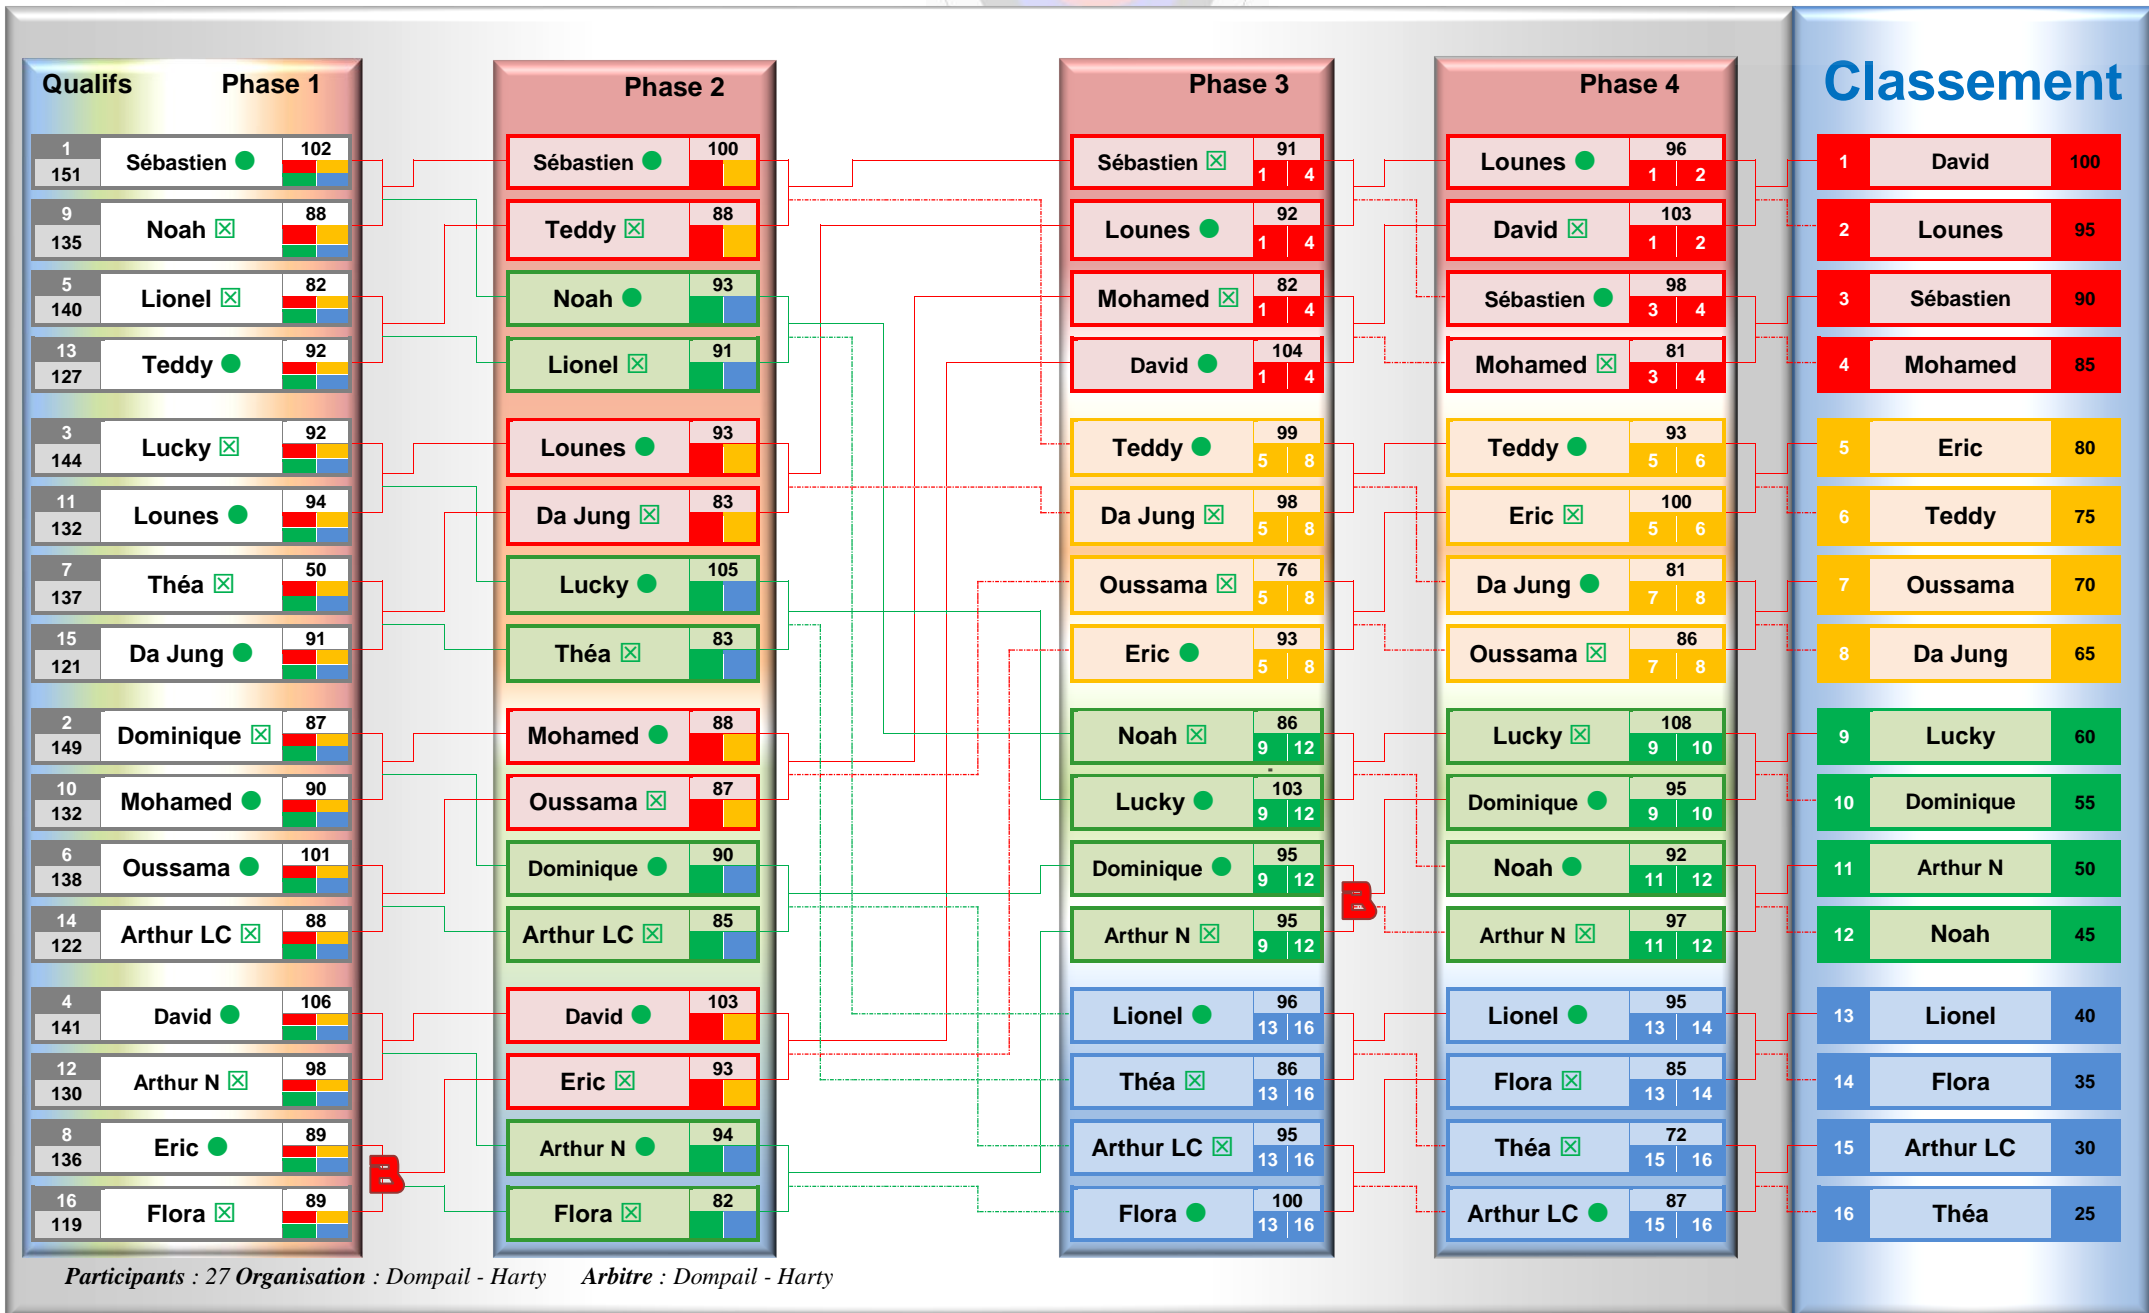 Qualifs Phase 1
1
151
Sébastien
102
9
135
Noah
88
5
140
Lionel
82
13
127
Teddy
92
3
144
Lucky
92
11
132
Lounes
94
7
137
Théa
50
15
121
Da Jung
91
2
149
Dominique
87
10
132
Mohamed
90
6
138
Oussama
101
14
122
Arthur LC
88
4
141
David
106
12
130
Arthur N
98
8
136
Eric
89
B
16
119
Flora
89
Phase 2
Sébastien
100
Teddy
88
Noah
93
Lionel
91
Lounes
93
Da Jung
83
Lucky
105
Théa
83
Mohamed
88
Oussama
87
Dominique
90
Arthur LC
85
David
103
Eric
93
Arthur N
94
Flora
82
Phase 3
Sébastien
91
1 4
Lounes
92
1 4
Mohamed
82
1 4
David
104
1 4
Teddy
99
5 8
Da Jung
98
5 8
Oussama
76
5 8
Eric
93
5 8
Noah
86
9 12
Lucky
103
9 12
Dominique
95
9 12
B
Arthur N
95
9 12
Lionel
96
13 16
Théa
86
13 16
Arthur LC
95
13 16
Flora
100
13 16
Phase 4
Lounes
96
1 2
David
103
1 2
Sébastien
98
3 4
Mohamed
81
3 4
Teddy
93
5 6
Eric
100
5 6
Da Jung
81
7 8
Oussama
86
7 8
Lucky
108
9 10
Dominique
95
9 10
Noah
92
11 12
Arthur N
97
11 12
Lionel
95
13 14
Flora
85
13 14
Théa
72
15 16
Arthur LC
87
15 16
Classement
1 David 100
2 Lounes 95
3 Sébastien 90
4 Mohamed 85
5 Eric 80
6 Teddy 75
7 Oussama 70
8 Da Jung 65
9 Lucky 60
10 Dominique 55
11 Arthur N 50
12 Noah 45
13 Lionel 40
14 Flora 35
15 Arthur LC 30
16 Théa 25
Participants : 27 Organisation : Dompail - Harty Arbitre : Dompail - Harty